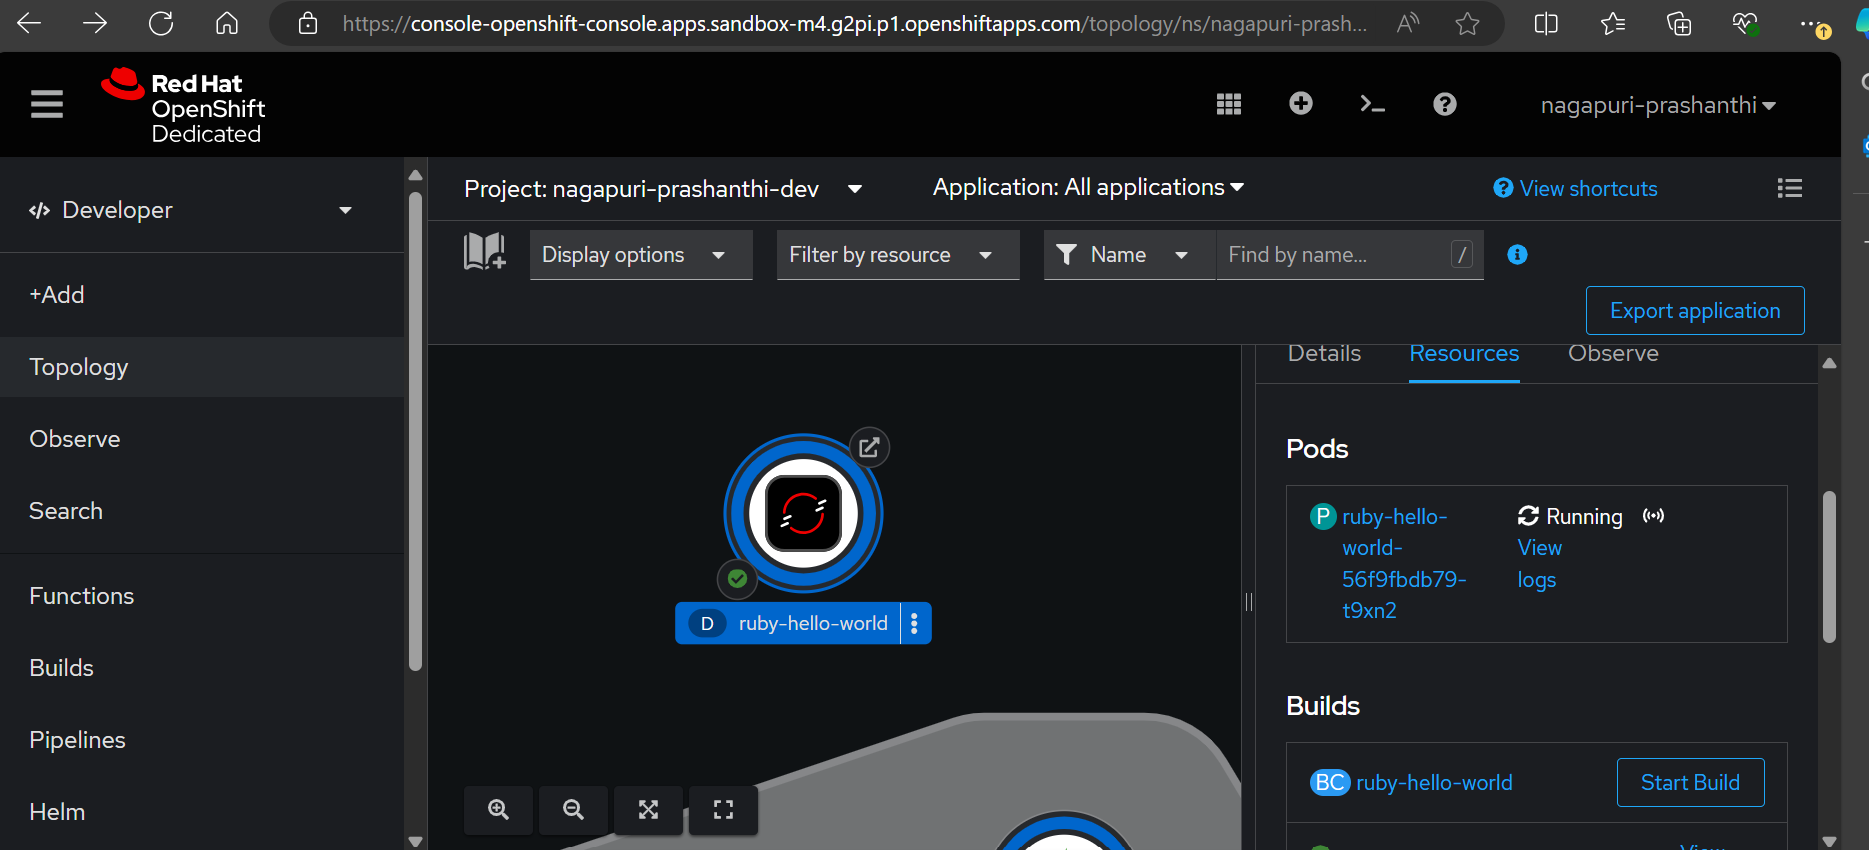 https://console-openshift-console.apps.sandbox-m4.g2pi.p1.openshiftapps.com/topology/ns/nagapuri-prash...
Red Hat
OpenShift
Dedicated
nagapuri-prashanthi
Developer
+Add
Topology
Observe
Search
Functions
Builds
Pipelines
Helm
Project: nagapuri-prashanthi-dev
Application: All applications
View shortcuts
Display options
Filter by resource
Name
Find by name...
/
Export application
D ruby-hello-world
Details
Resources
Observe
Pods
P ruby-hello-
world-
56f9fbdb79-
t9xn2
Running
View
logs
Builds
BC ruby-hello-world
Start Build
View